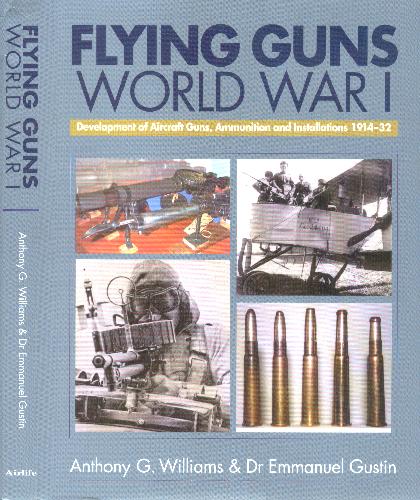 FLYING GUNS
WORLD WAR I
Anthony G. Williams & Dr Emmanuel Gustin
Airlife
FLYING GUNS
WORLD WAR I
Development of Aircraft Guns, Ammunition and Installations 1914–32
Anthony G. Williams & Dr Emmanuel Gustin